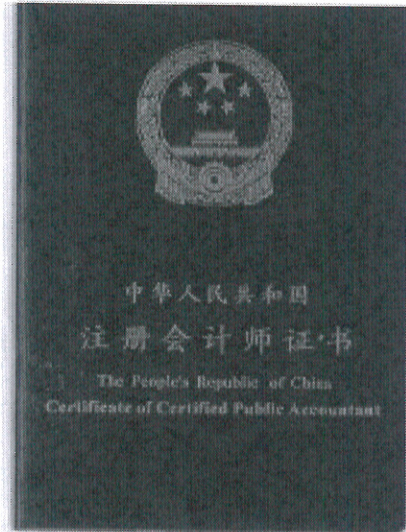 中华人民共和国
注册会计师证书
The People's Republic of China
Certificate of Certified Public Accountant